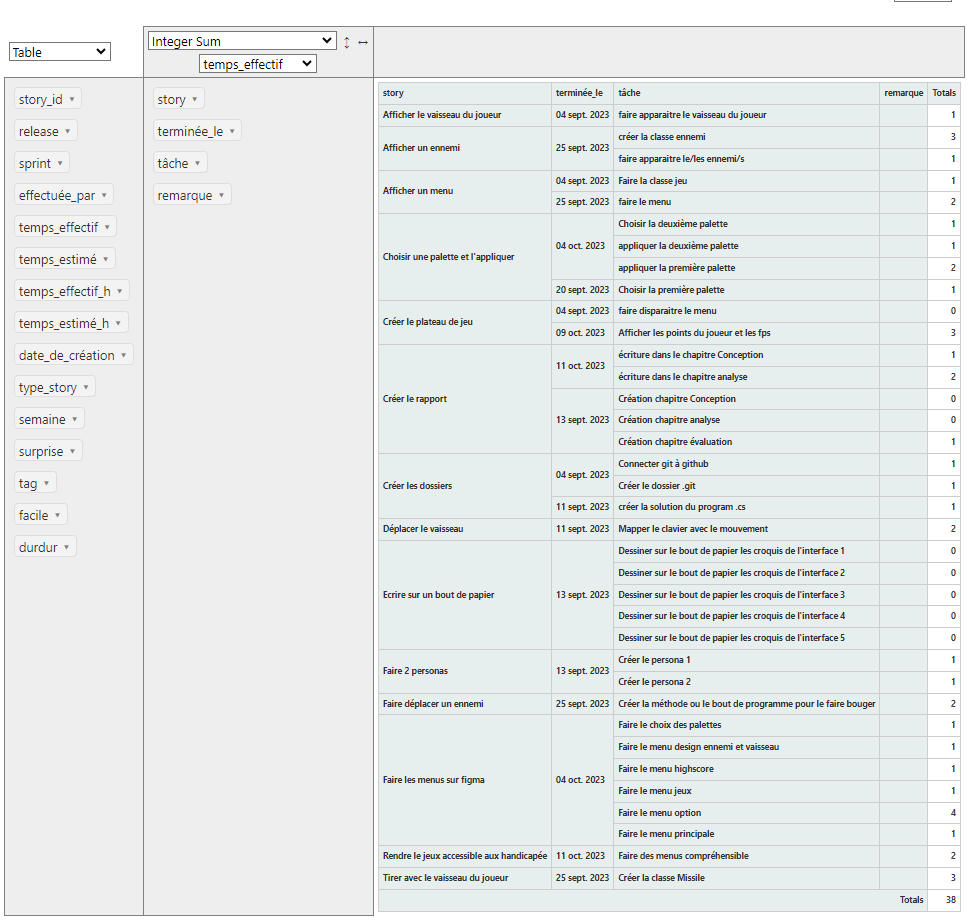 Table
Integer Sum ↕ ↔
temps_effectif
story_id ▾
release ▾
sprint ▾
effectuée_par ▾
temps_effectif ▾
temps_estimé ▾
temps_effectif_h ▾
temps_estimé_h ▾
date_de_création ▾
type_story ▾
semaine ▾
surprise ▾
tag ▾
facile ▾
durdur ▾
story ▾
terminée_le ▾
tâche ▾
remarque ▾
story terminée_le tâche remarque Totals
Afficher le vaisseau du joueur 04 sept. 2023 faire apparaitre le vaisseau du joueur 1
Afficher un ennemi 25 sept. 2023 créer la classe ennemi 3
faire apparaitre le/les ennemi/s 1
Afficher un menu 04 sept. 2023 Faire la classe jeu 1
25 sept. 2023 faire le menu 2
Choisir une palette et l'appliquer 04 oct. 2023 Choisir la deuxième palette 1
appliquer la deuxième palette 1
appliquer la première palette 2
20 sept. 2023 Choisir la première palette 1
Créer le plateau de jeu 04 sept. 2023 faire disparaitre le menu 0
09 oct. 2023 Afficher les points du joueur et les fps 3
Créer le rapport 11 oct. 2023 écriture dans le chapitre Conception 1
écriture dans le chapitre analyse 2
13 sept. 2023 Création chapitre Conception 0
Création chapitre analyse 0
Création chapitre évaluation 1
Créer les dossiers 04 sept. 2023 Connecter git à github 1
Créer le dossier .git 1
11 sept. 2023 créer la solution du program .cs 1
Déplacer le vaisseau 11 sept. 2023 Mapper le clavier avec le mouvement 2
Ecrire sur un bout de papier 13 sept. 2023 Dessiner sur le bout de papier les croquis de l'interface 1 0
Dessiner sur le bout de papier les croquis de l'interface 2 0
Dessiner sur le bout de papier les croquis de l'interface 3 0
Dessiner sur le bout de papier les croquis de l'interface 4 0
Dessiner sur le bout de papier les croquis de l'interface 5 0
Faire 2 personas 13 sept. 2023 Créer le persona 1 1
Créer le persona 2 1
Faire déplacer un ennemi 25 sept. 2023 Créer la méthode ou le bout de programme pour le faire bouger 2
Faire les menus sur figma 04 oct. 2023 Faire le choix des palettes 1
Faire le menu design ennemi et vaisseau 1
Faire le menu highscore 1
Faire le menu jeux 1
Faire le menu option 4
Faire le menu principale 1
Rendre le jeux accessible aux handicapée 11 oct. 2023 Faire des menus compréhensible 2
Tirer avec le vaisseau du joueur 25 sept. 2023 Créer la classe Missile 3
Totals 38